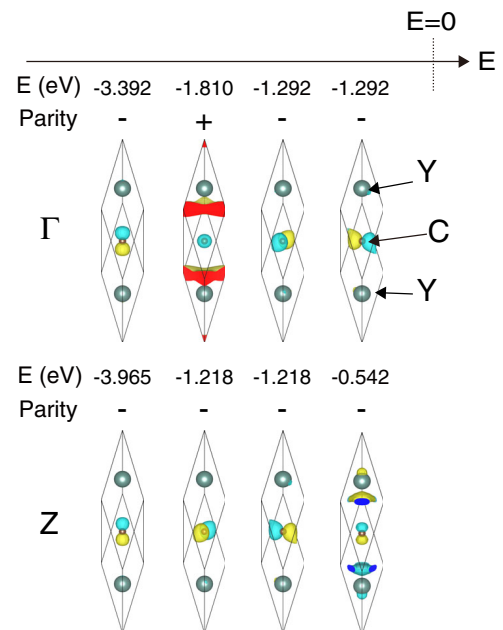 E=0
E
E (eV) -3.392 -1.810 -1.292 -1.292
Parity - + - -
Y
Γ
C
Y
E (eV) -3.965 -1.218 -1.218 -0.542
Parity - - - -
Z